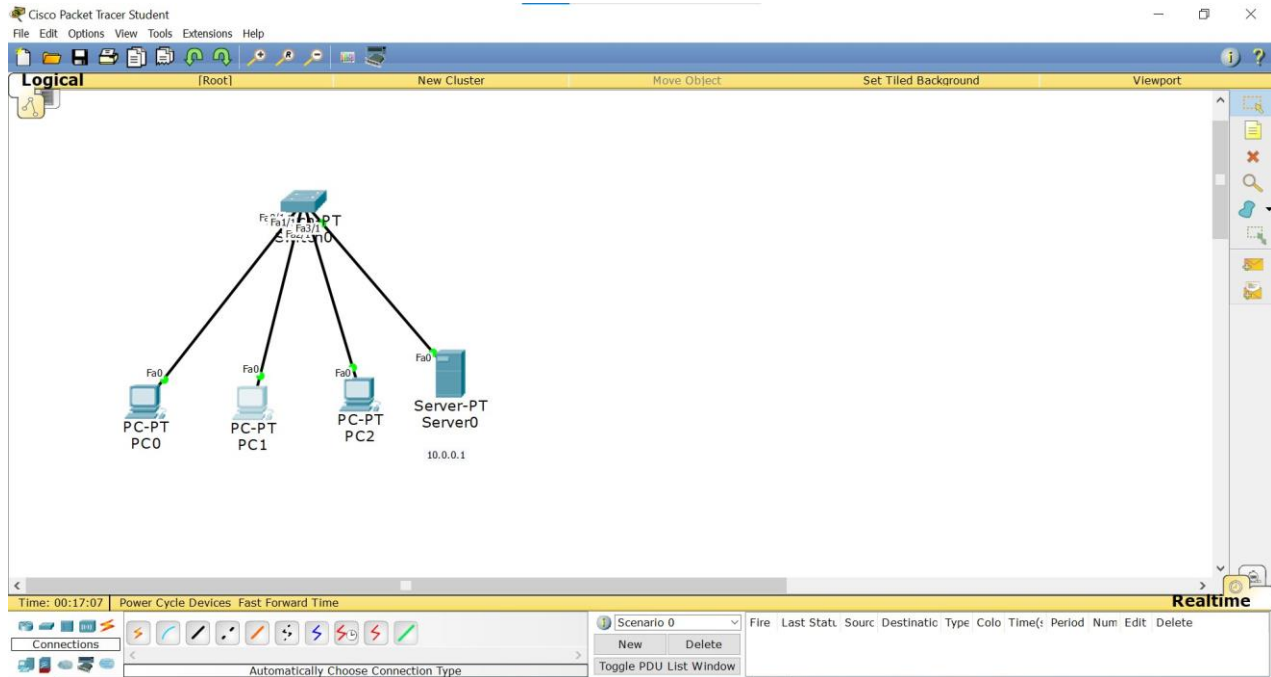 Cisco Packet Tracer Student
File Edit Options View Tools Extensions Help
Logical [Root] New Cluster Move Object Set Tiled Background Viewport
Fa1/ Fa3/1 PT
Fa0 Fa0 Fa0 Fa0
PC-PT
PC0
PC-PT
PC1
PC-PT
PC2
Server-PT
Server0
10.0.0.1
Time: 00:17:07 Power Cycle Devices Fast Forward Time Realtime
Scenario 0 Fire Last Statu Sourc Destinatic Type Colo Time(s Period Num Edit Delete
New Delete
Connections
Toggle PDU List Window
Automatically Choose Connection Type